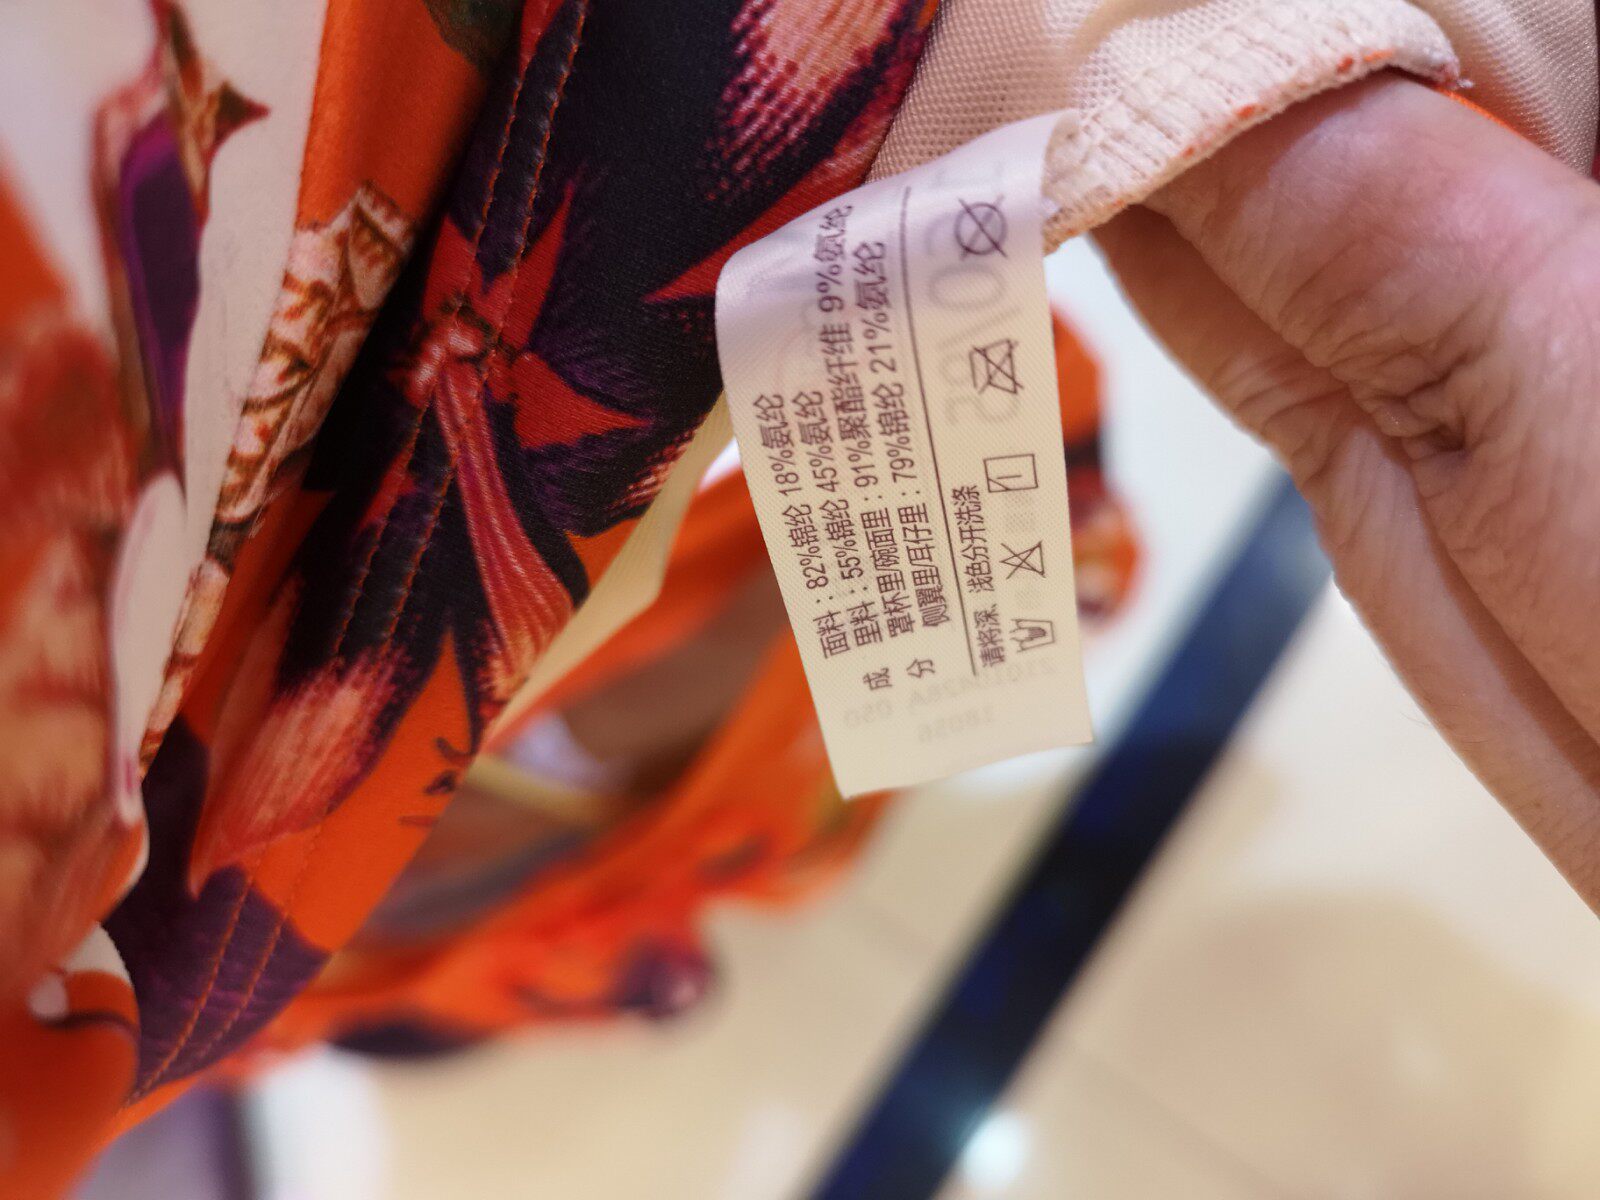 成分
面料：82%锦纶 18%氨纶
里料：55%锦纶 45%氨纶
罩杯里/碗面里：91%聚酯纤维 9%氨纶
侧翼里/耳仔里：79%锦纶 21%氨纶
请将深 浅色分开洗涤